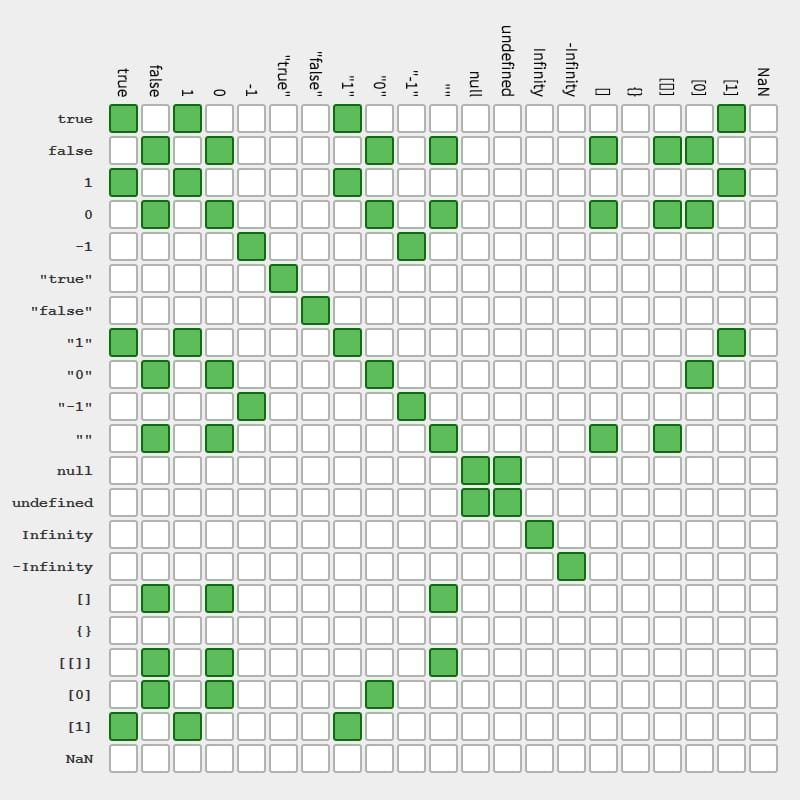 true
false
1
0
-1
"true"
"false"
"1"
"0"
"-1"
""
null
undefined
Infinity
-Infinity
[]
{}
[[]]
[0]
[1]
NaN
true
false
1
0
-1
"true"
"false"
"1"
"0"
"-1"
""
null
undefined
Infinity
-Infinity
[]
{}
[[]]
[0]
[1]
NaN